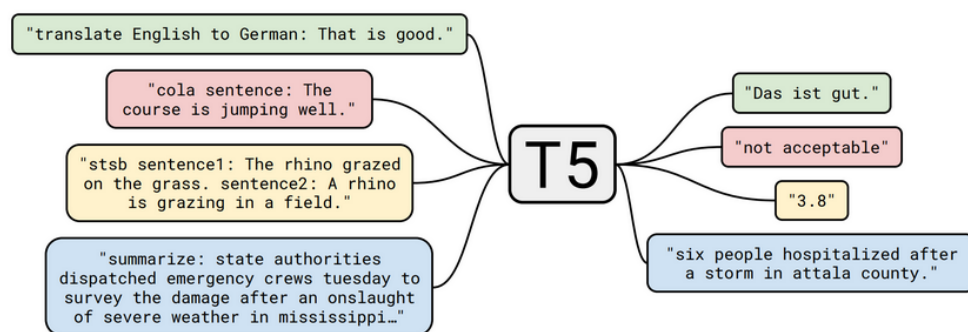 "translate English to German: That is good."
"cola sentence: The
course is jumping well."
"stsb sentence1: The rhino grazed
on the grass. sentence2: A rhino
is grazing in a field."
"summarize: state authorities
dispatched emergency crews tuesday to
survey the damage after an onslaught
of severe weather in mississippi…"
T5
"Das ist gut."
"not acceptable"
"3.8"
"six people hospitalized after
a storm in attala county."